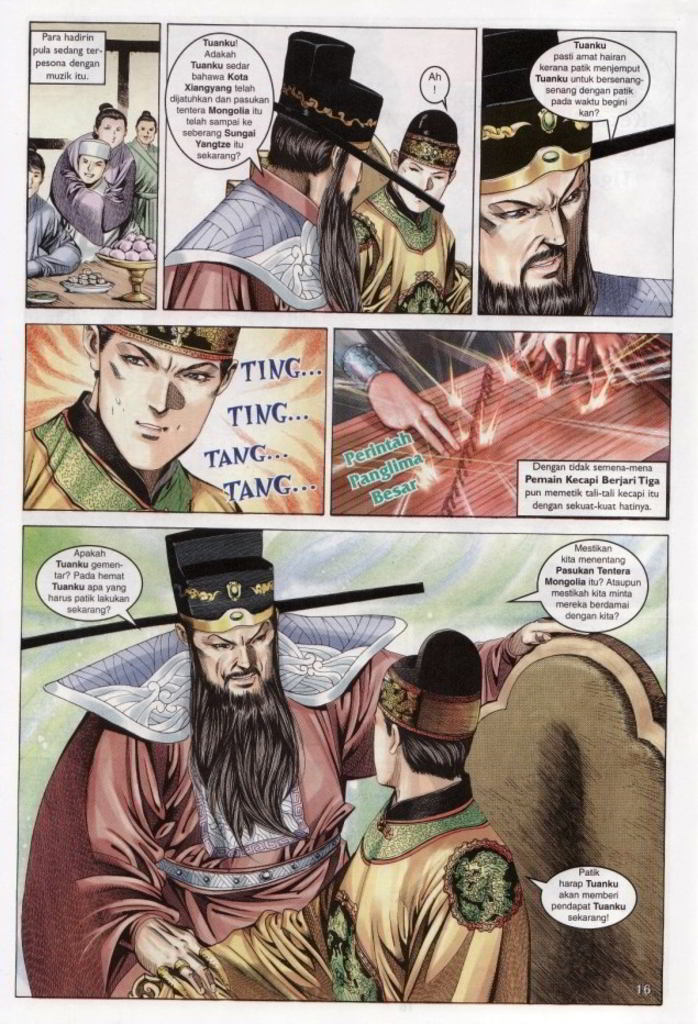 Para hadirin
pula sedang ter-
pesona dengan
muzik itu.
Tuanku!
Adakah
Tuanku sedar
bahawa Kota
Xiangyang telah
dijatuhkan dan pasukan
tentera Mongolia itu
telah sampai ke
seberang Sungai
Yangtze itu
sekarang?
Ah
!
Tuanku
pasti amat hairan
kerana patik menjemput
Tuanku untuk bersenang-
senang dengan patik
pada waktu begini
kan?
TING...
TING...
TANG...
TANG...
Perintah
Panglima
Besar
Dengan tidak semena-mena
Pemain Kecapi Berjari Tiga
pun memetik tali-tali kecapi itu
dengan sekuat-kuat hatinya.
Apakah
Tuanku gemen-
tar? Pada hemat
Tuanku apa yang
harus patik lakukan
sekarang?
Mestikan
kita menentang
Pasukan Tentera
Mongolia itu? Ataupun
mestikah kita minta
mereka berdamai
dengan kita?
Patik
harap Tuanku
akan memberi
pendapat Tuanku
sekarang!
16